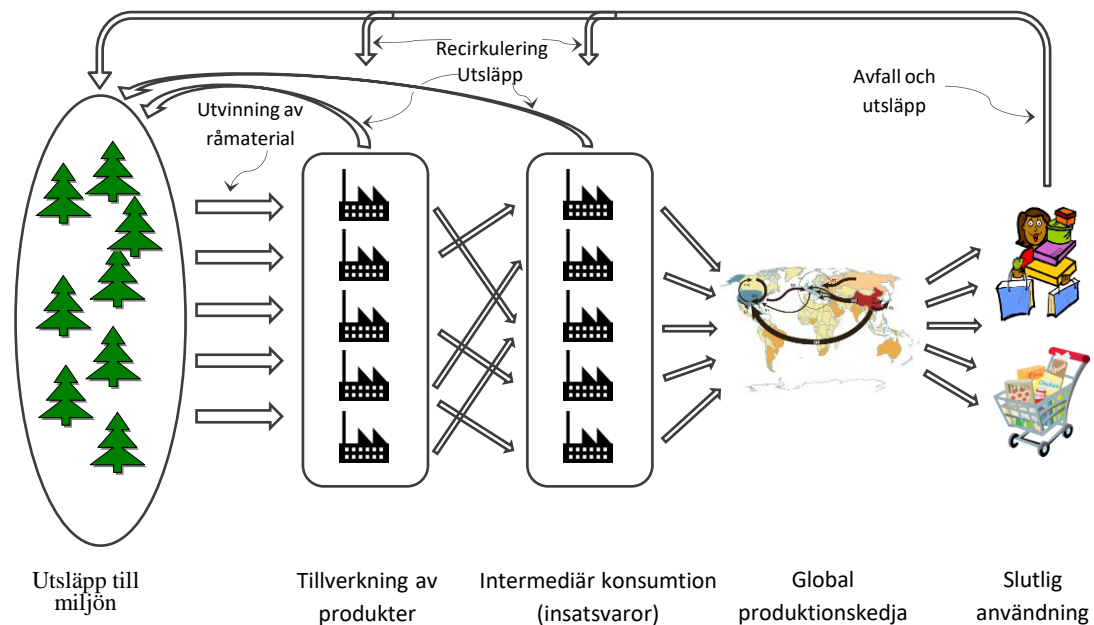 Recirkulering
Utsläpp
Avfall och
utsläpp
Utvinning av
råmaterial
Utsläpp till
miljön
Tillverkning av
produkter
Intermediär konsumtion
(insatsvaror)
Global
produktionskedja
Slutlig
användning